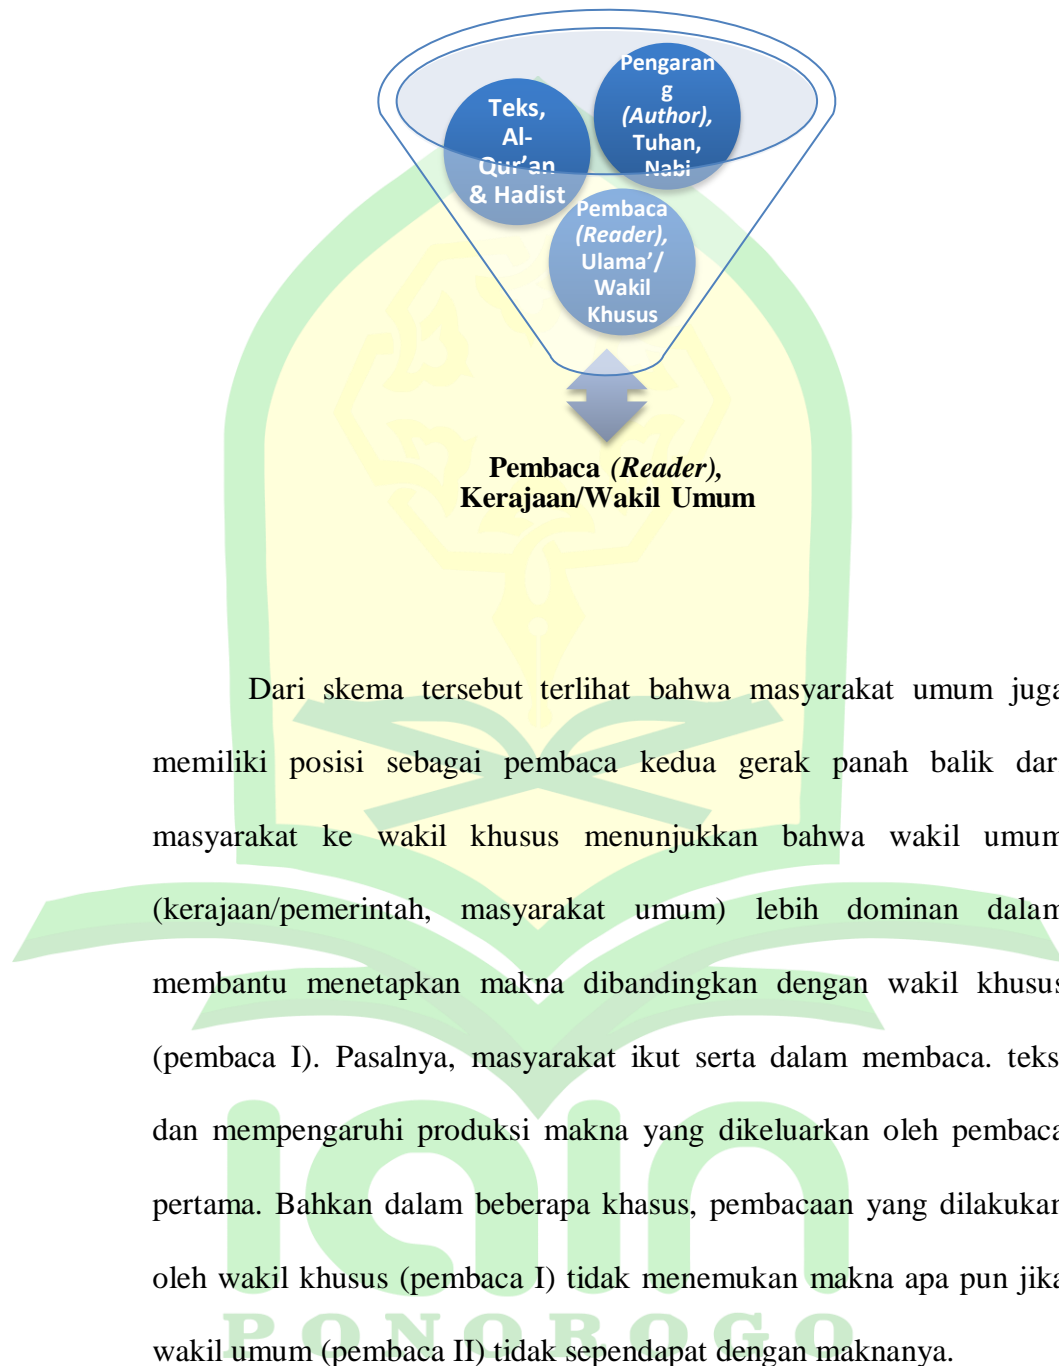 Teks,
Al-
Qur’an
& Hadist
Pengaran
g
(Author),
Tuhan,
Nabi
Pembaca
(Reader),
Ulama’/
Wakil
Khusus
Pembaca (Reader),
Kerajaan/Wakil Umum
Dari skema tersebut terlihat bahwa masyarakat umum juga
memiliki posisi sebagai pembaca kedua gerak panah balik dari
masyarakat ke wakil khusus menunjukkan bahwa wakil umum
(kerajaan/pemerintah, masyarakat umum) lebih dominan dalam
membantu menetapkan makna dibandingkan dengan wakil khusus
(pembaca I). Pasalnya, masyarakat ikut serta dalam membaca. teks
dan mempengaruhi produksi makna yang dikeluarkan oleh pembaca
pertama. Bahkan dalam beberapa khasus, pembacaan yang dilakukan
oleh wakil khusus (pembaca I) tidak menemukan makna apa pun jika
wakil umum (pembaca II) tidak sependapat dengan maknanya.
iain
PONOROGO